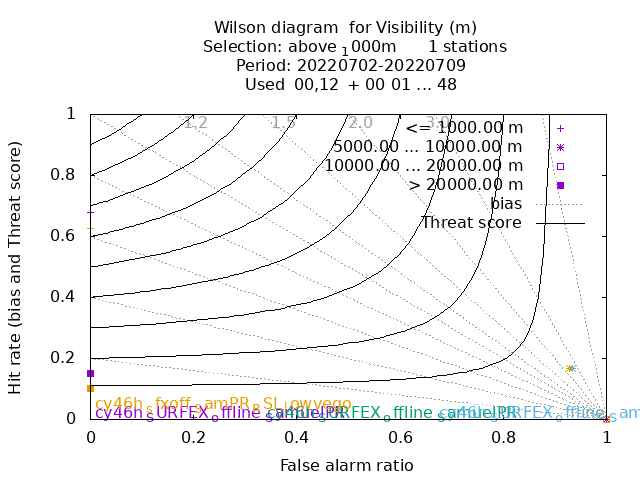 Wilson diagram for Visibility (m)
Selection: above 1000m 1 stations
Period: 20220702-20220709
Used 00,12 + 00 01 ... 48
1.2 1.5 2.0 3.0
<= 1000.00 m
5000.00 ... 10000.00 m
10000.00 ... 20000.00 m
> 20000.00 m
bias
Threat score
Hit rate (bias and Threat score)
1
0.8
0.6
0.4
0.2
0
0 0.2 0.4 0.6 0.8 1
False alarm ratio